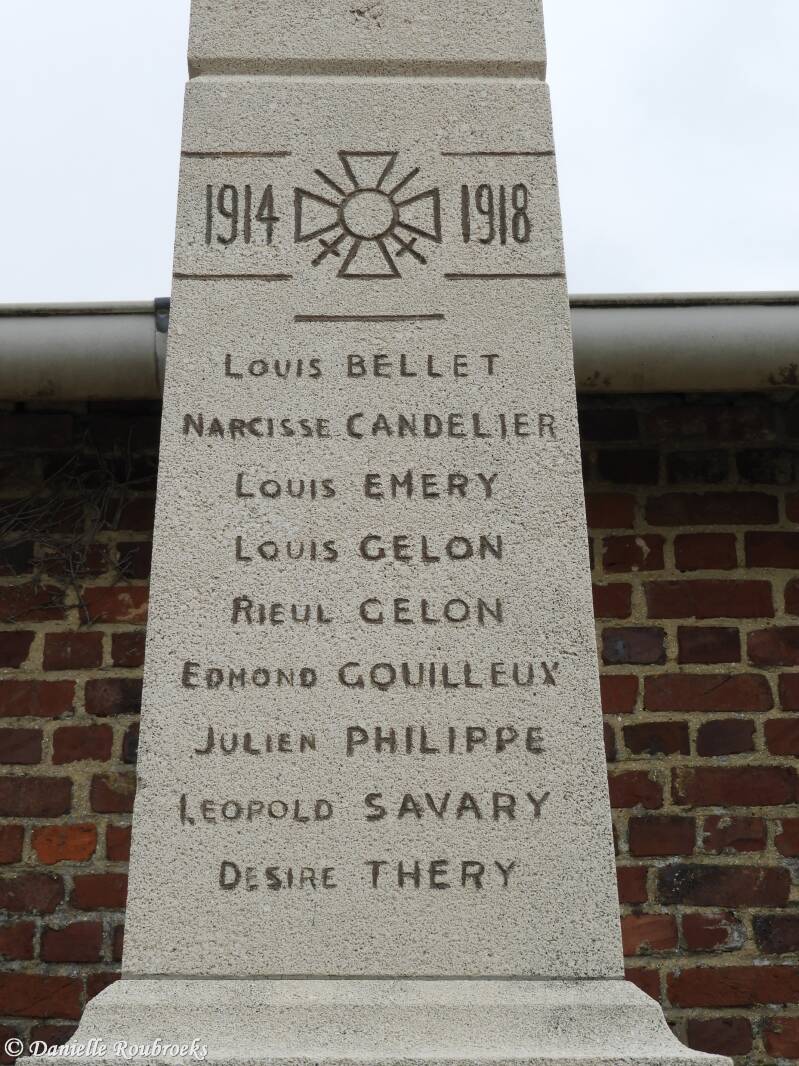 1914 1918
LOUIS BELLET
NARCISSE CANDELIER
LOUIS EMERY
LOUIS GELON
RIEUL GELON
EDMOND GOUILLEUX
JULIEN PHILIPPE
LEOPOLD SAVARY
DESIRE THERY
© Danielle Roubroeks